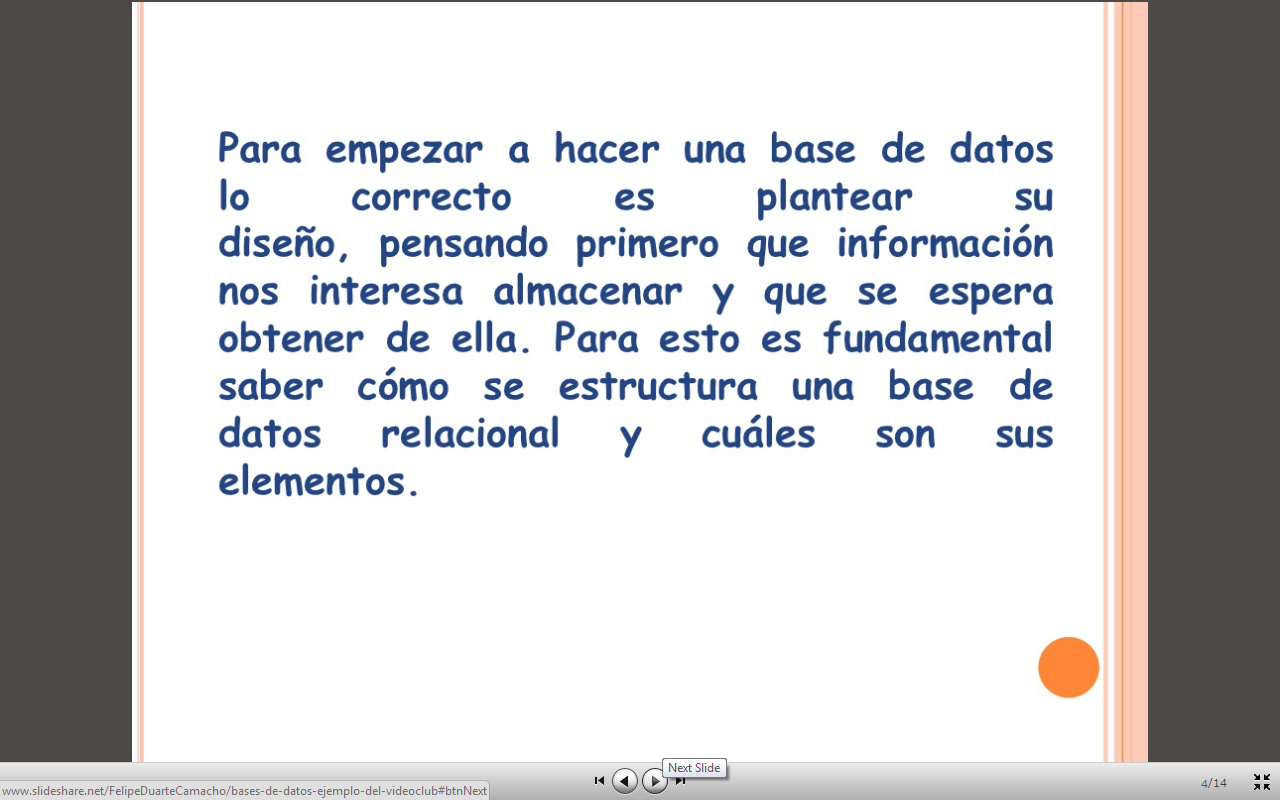 Para empezar a hacer una base de datos
lo correcto es plantear su
diseño, pensando primero que información
nos interesa almacenar y que se espera
obtener de ella. Para esto es fundamental
saber cómo se estructura una base de
datos relacional y cuáles son sus
elementos.
Next Slide
www.slideshare.net/FelipeDuarteCamacho/bases-de-datos-ejemplo-del-videoclub#btnNext
4/14